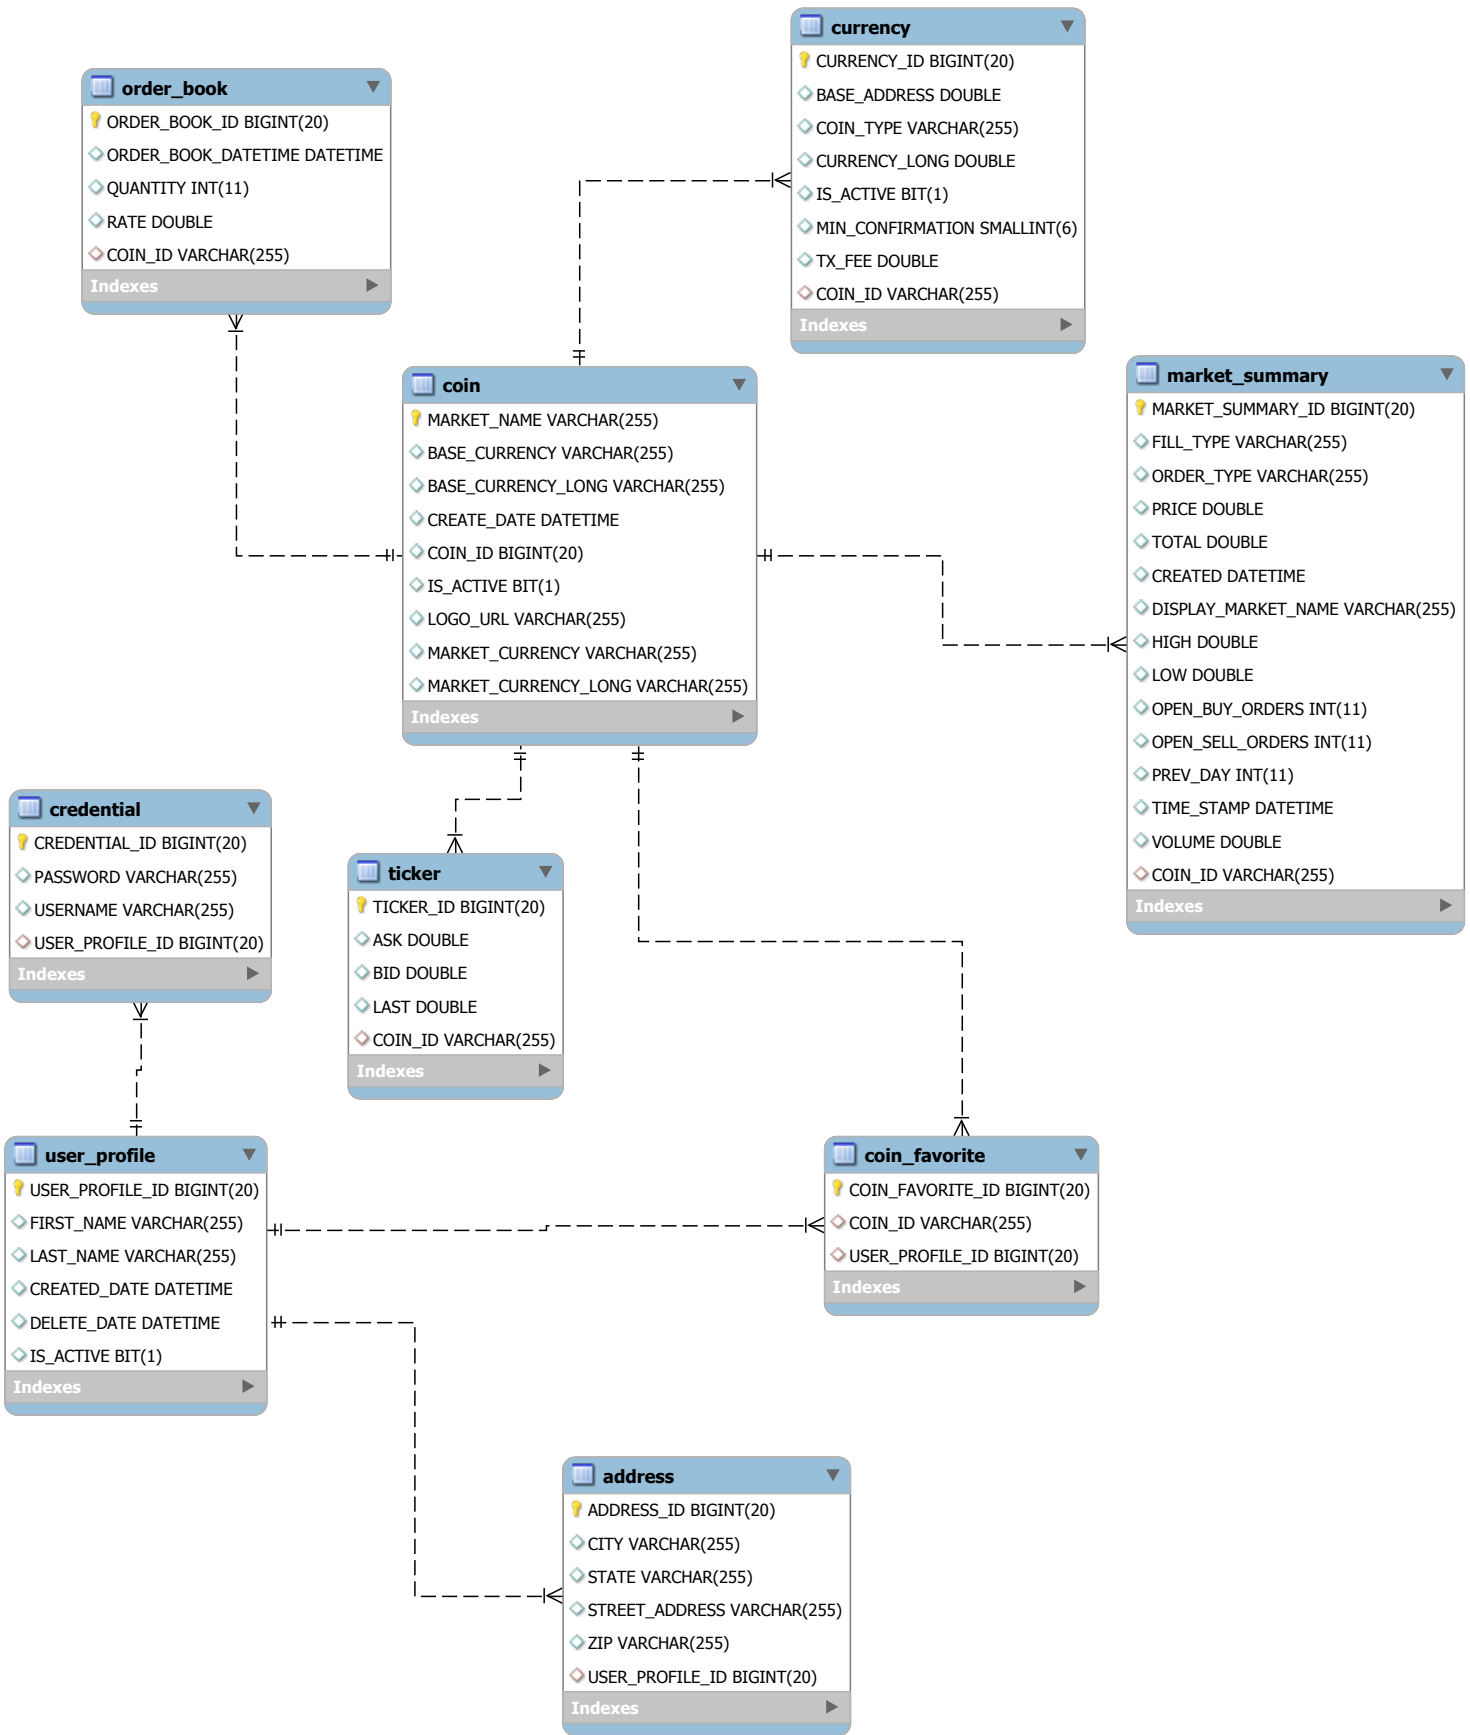 currency
CURRENCY_ID BIGINT(20)
BASE_ADDRESS DOUBLE
COIN_TYPE VARCHAR(255)
CURRENCY_LONG DOUBLE
IS_ACTIVE BIT(1)
MIN_CONFIRMATION SMALLINT(6)
TX_FEE DOUBLE
COIN_ID VARCHAR(255)
Indexes
order_book
ORDER_BOOK_ID BIGINT(20)
ORDER_BOOK_DATETIME DATETIME
QUANTITY INT(11)
RATE DOUBLE
COIN_ID VARCHAR(255)
Indexes
coin
MARKET_NAME VARCHAR(255)
BASE_CURRENCY VARCHAR(255)
BASE_CURRENCY_LONG VARCHAR(255)
CREATE_DATE DATETIME
COIN_ID BIGINT(20)
IS_ACTIVE BIT(1)
LOGO_URL VARCHAR(255)
MARKET_CURRENCY VARCHAR(255)
MARKET_CURRENCY_LONG VARCHAR(255)
Indexes
market_summary
MARKET_SUMMARY_ID BIGINT(20)
FILL_TYPE VARCHAR(255)
ORDER_TYPE VARCHAR(255)
PRICE DOUBLE
TOTAL DOUBLE
CREATED DATETIME
DISPLAY_MARKET_NAME VARCHAR(255)
HIGH DOUBLE
LOW DOUBLE
OPEN_BUY_ORDERS INT(11)
OPEN_SELL_ORDERS INT(11)
PREV_DAY INT(11)
TIME_STAMP DATETIME
VOLUME DOUBLE
COIN_ID VARCHAR(255)
Indexes
credential
CREDENTIAL_ID BIGINT(20)
PASSWORD VARCHAR(255)
USERNAME VARCHAR(255)
USER_PROFILE_ID BIGINT(20)
Indexes
ticker
TICKER_ID BIGINT(20)
ASK DOUBLE
BID DOUBLE
LAST DOUBLE
COIN_ID VARCHAR(255)
Indexes
user_profile
USER_PROFILE_ID BIGINT(20)
FIRST_NAME VARCHAR(255)
LAST_NAME VARCHAR(255)
CREATED_DATE DATETIME
DELETE_DATE DATETIME
IS_ACTIVE BIT(1)
Indexes
coin_favorite
COIN_FAVORITE_ID BIGINT(20)
COIN_ID VARCHAR(255)
USER_PROFILE_ID BIGINT(20)
Indexes
address
ADDRESS_ID BIGINT(20)
CITY VARCHAR(255)
STATE VARCHAR(255)
STREET_ADDRESS VARCHAR(255)
ZIP VARCHAR(255)
USER_PROFILE_ID BIGINT(20)
Indexes